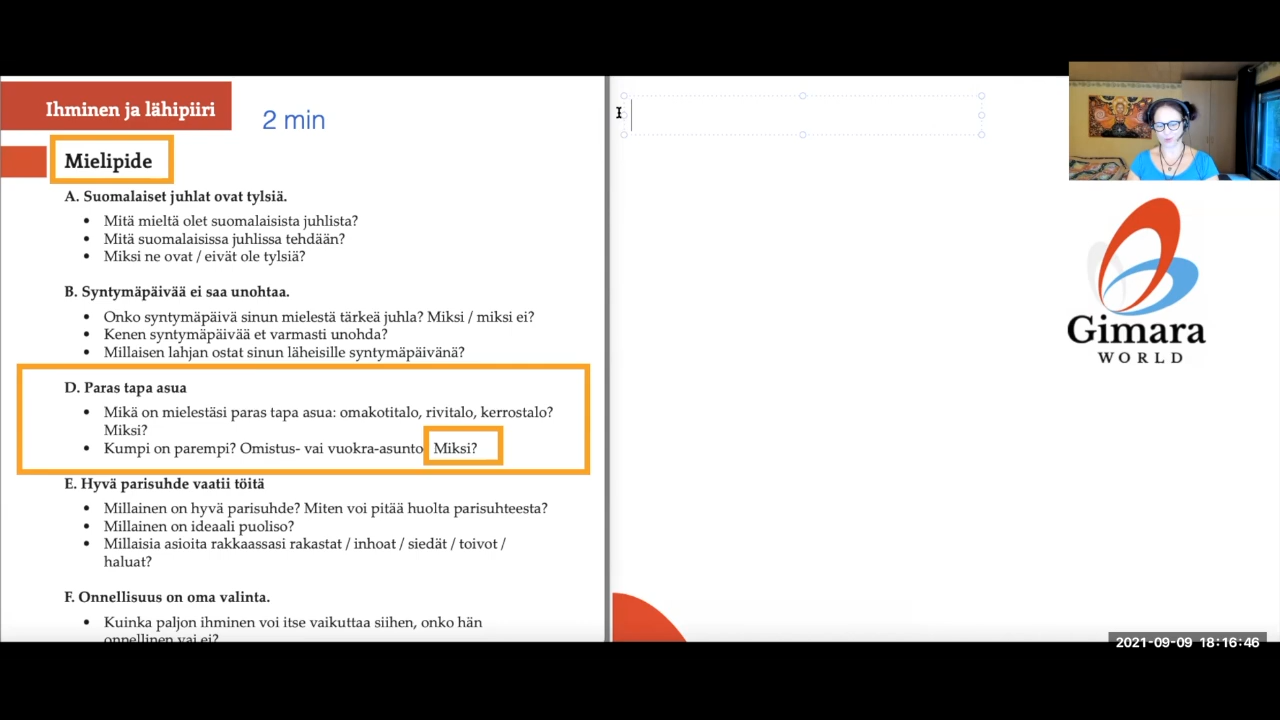 Ihminen ja lähipiiri
2 min
Mielipide
A. Suomalaiset juhlat ovat tylsiä.
• Mitä mieltä olet suomalaisista juhlista?
• Mitä suomalaisissa juhlissa tehdään?
• Miksi ne ovat / eivät ole tylsiä?
B. Syntymäpäivää ei saa unohtaa.
• Onko syntymäpäivä sinun mielestä tärkeä juhla? Miksi / miksi ei?
• Kenen syntymäpäivää et varmasti unohda?
• Millaisen lahjan ostat sinun läheisille syntymäpäivänä?
D. Paras tapa asua
• Mikä on mielestäsi paras tapa asua: omakotitalo, rivitalo, kerrostalo?
Miksi?
• Kumpi on parempi? Omistus- vai vuokra-asunto Miksi?
E. Hyvä parisuhde vaatii töitä
• Millainen on hyvä parisuhde? Miten voi pitää huolta parisuhteesta?
• Millainen on ideaali puoliso?
• Millaisia asioita rakkaassasi rakastat / inhoat / siedät / toivot /
haluat?
F. Onnellisuus on oma valinta.
• Kuinka paljon ihminen voi itse vaikuttaa siihen, onko hän
onnellinen vai ei?
Gimara
WORLD
2021-09-09 18:16:46